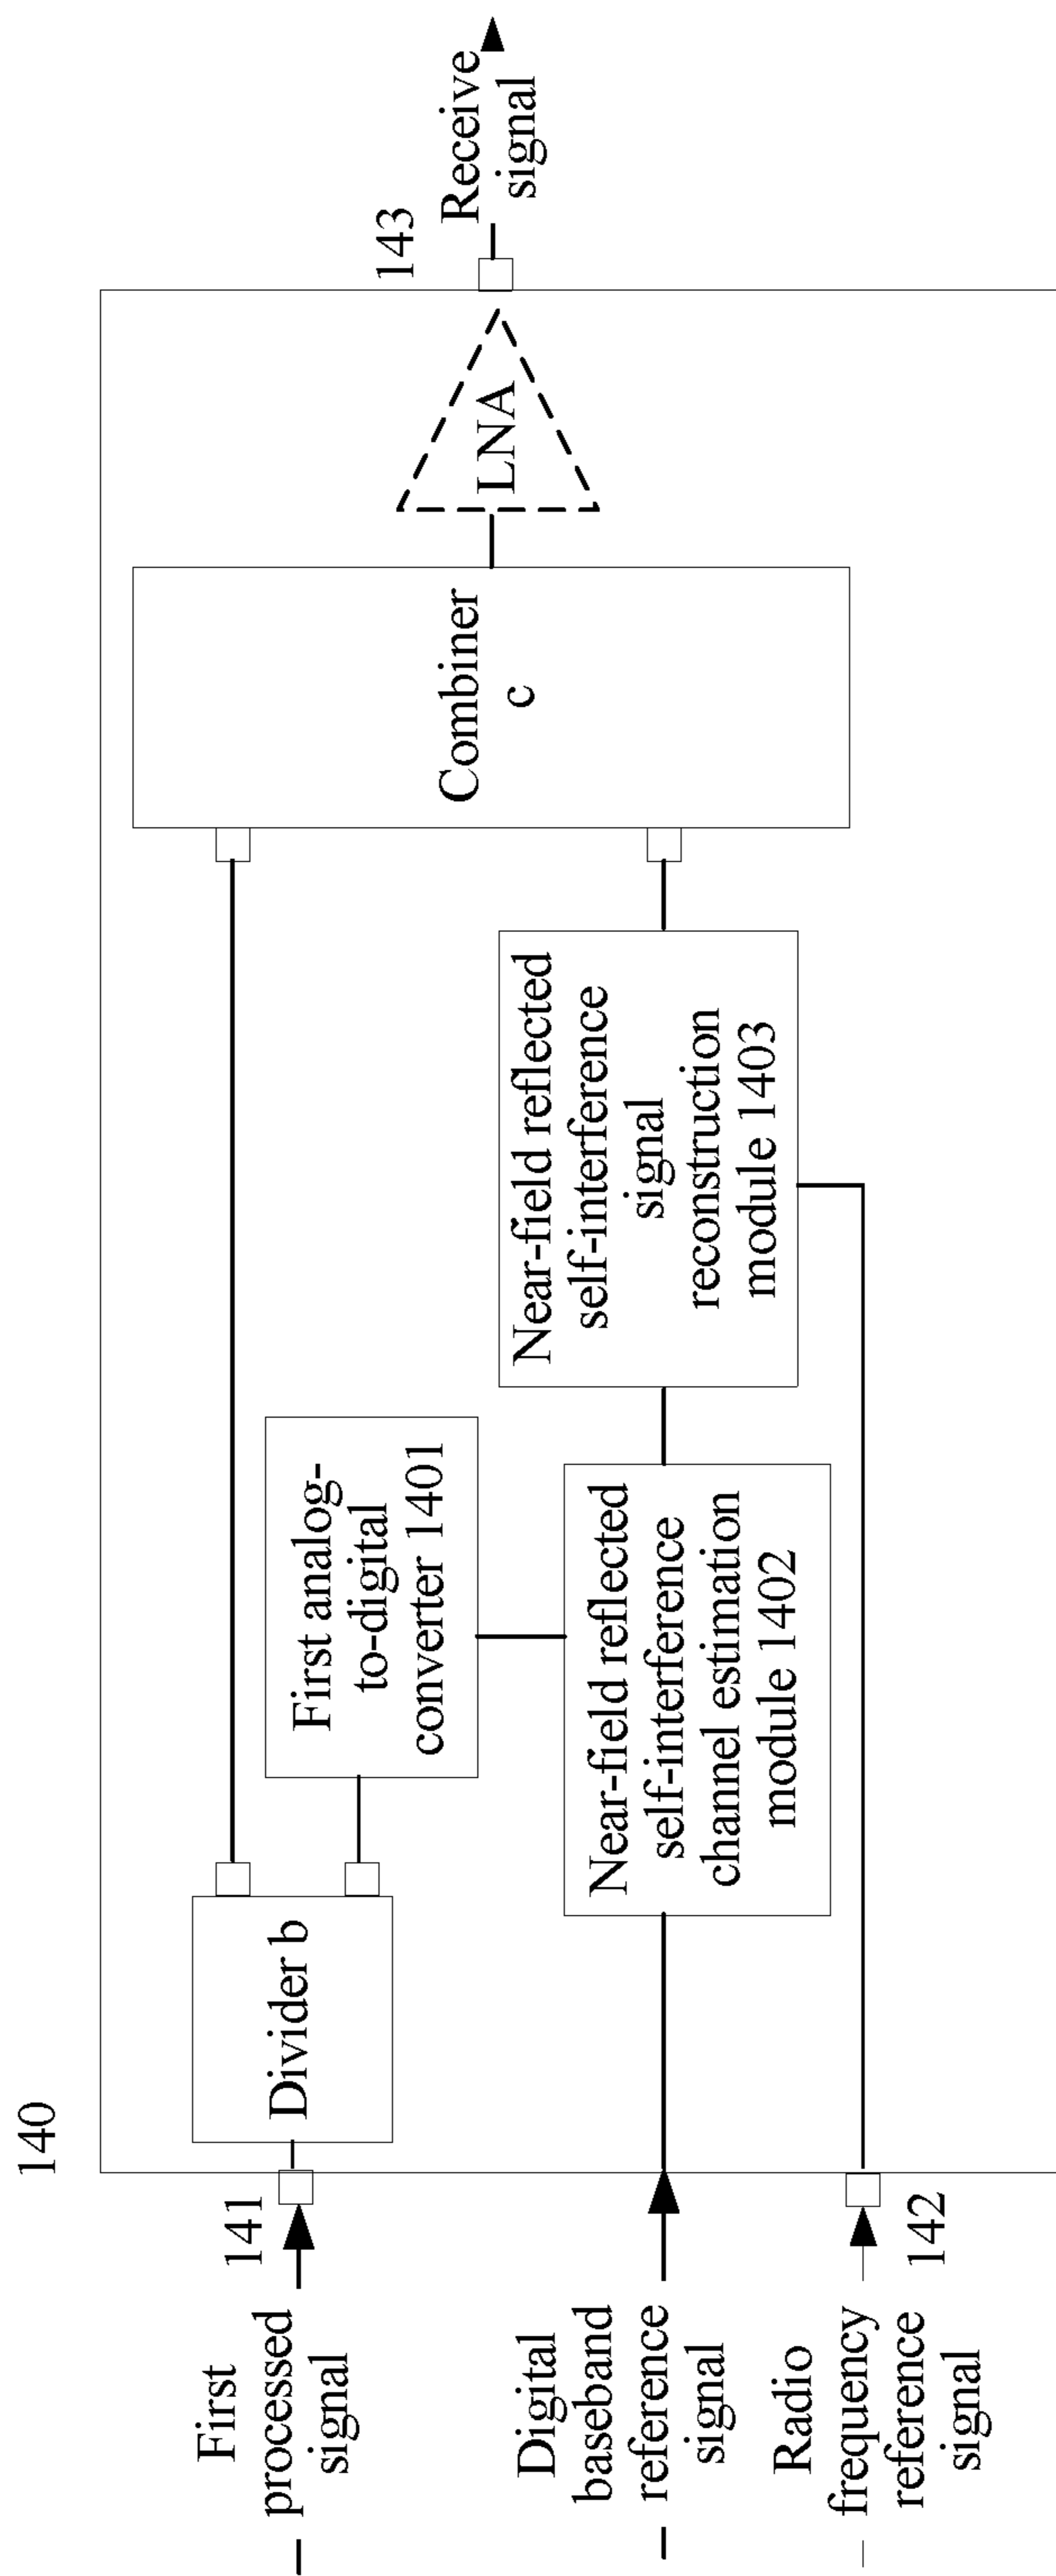 140
First
processed
signal
141
Digital
baseband
reference
signal
Radio
frequency
reference
signal
142
Divider b
First analog-
to-digital
converter 1401
Near-field reflected
self-interference
channel estimation
module 1402
Near-field reflected
self-interference
signal
reconstruction
module 1403
Combiner
c
LNA
143
Receive
signal